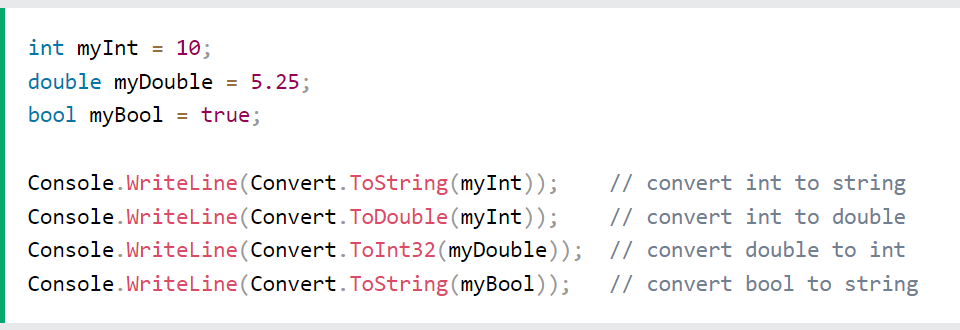 int myInt = 10;
double myDouble = 5.25;
bool myBool = true;

Console.WriteLine(Convert.ToString(myInt));    // convert int to string
Console.WriteLine(Convert.ToDouble(myInt));    // convert int to double
Console.WriteLine(Convert.ToInt32(myDouble));  // convert double to int
Console.WriteLine(Convert.ToString(myBool));   // convert bool to string